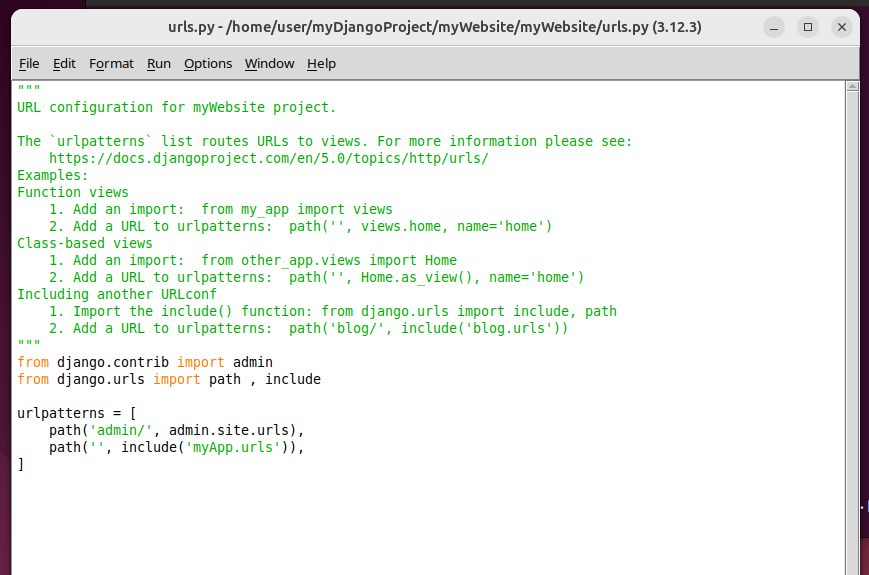 urls.py - /home/user/myDjangoProject/myWebsite/myWebsite/urls.py (3.12.3)
File Edit Format Run Options Window Help
"""
URL configuration for myWebsite project.

The `urlpatterns` list routes URLs to views. For more information please see:
    https://docs.djangoproject.com/en/5.0/topics/http/urls/
Examples:
Function views
    1. Add an import:  from my_app import views
    2. Add a URL to urlpatterns:  path('', views.home, name='home')
Class-based views
    1. Add an import:  from other_app.views import Home
    2. Add a URL to urlpatterns:  path('', Home.as_view(), name='home')
Including another URLconf
    1. Import the include() function: from django.urls import include, path
    2. Add a URL to urlpatterns:  path('blog/', include('blog.urls'))
"""
from django.contrib import admin
from django.urls import path , include

urlpatterns = [
    path('admin/', admin.site.urls),
    path('', include('myApp.urls')),
]